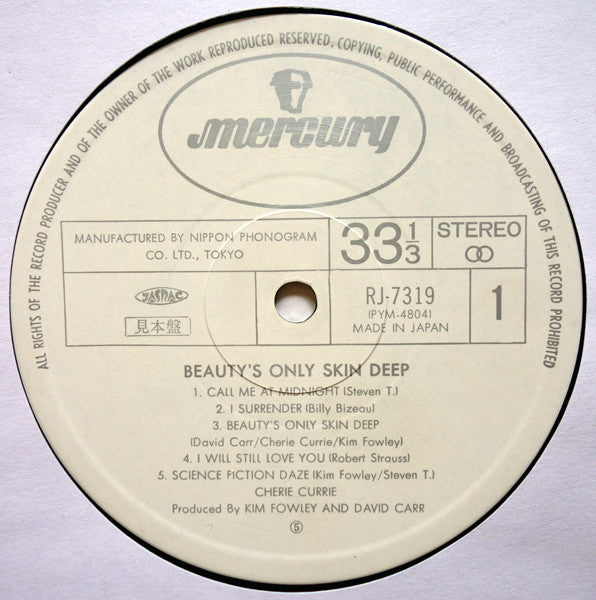 ALL RIGHTS OF THE RECORD PRODUCER AND OF THE OWNER OF THE WORK REPRODUCED RESERVED, COPYING, PUBLIC PERFORMANCE AND BROADCASTING OF THIS RECORD PROHIBITED
mercury
MANUFACTURED BY NIPPON PHONOGRAM
CO. LTD., TOKYO
33 1/3
STEREO
JASRAC
見本盤
RJ-7319
(PYM-4804)
MADE IN JAPAN
1
BEAUTY'S ONLY SKIN DEEP
1. CALL ME AT MIDNIGHT (Steven T.)
2. I SURRENDER (Billy Bizeau)
3. BEAUTY'S ONLY SKIN DEEP
(David Carr/Cherie Currie/Kim Fowley)
4. I WILL STILL LOVE YOU (Robert Strauss)
5. SCIENCE FICTION DAZE (Kim Fowley/Steven T.)
CHERIE CURRIE
Produced By KIM FOWLEY AND DAVID CARR
⑤